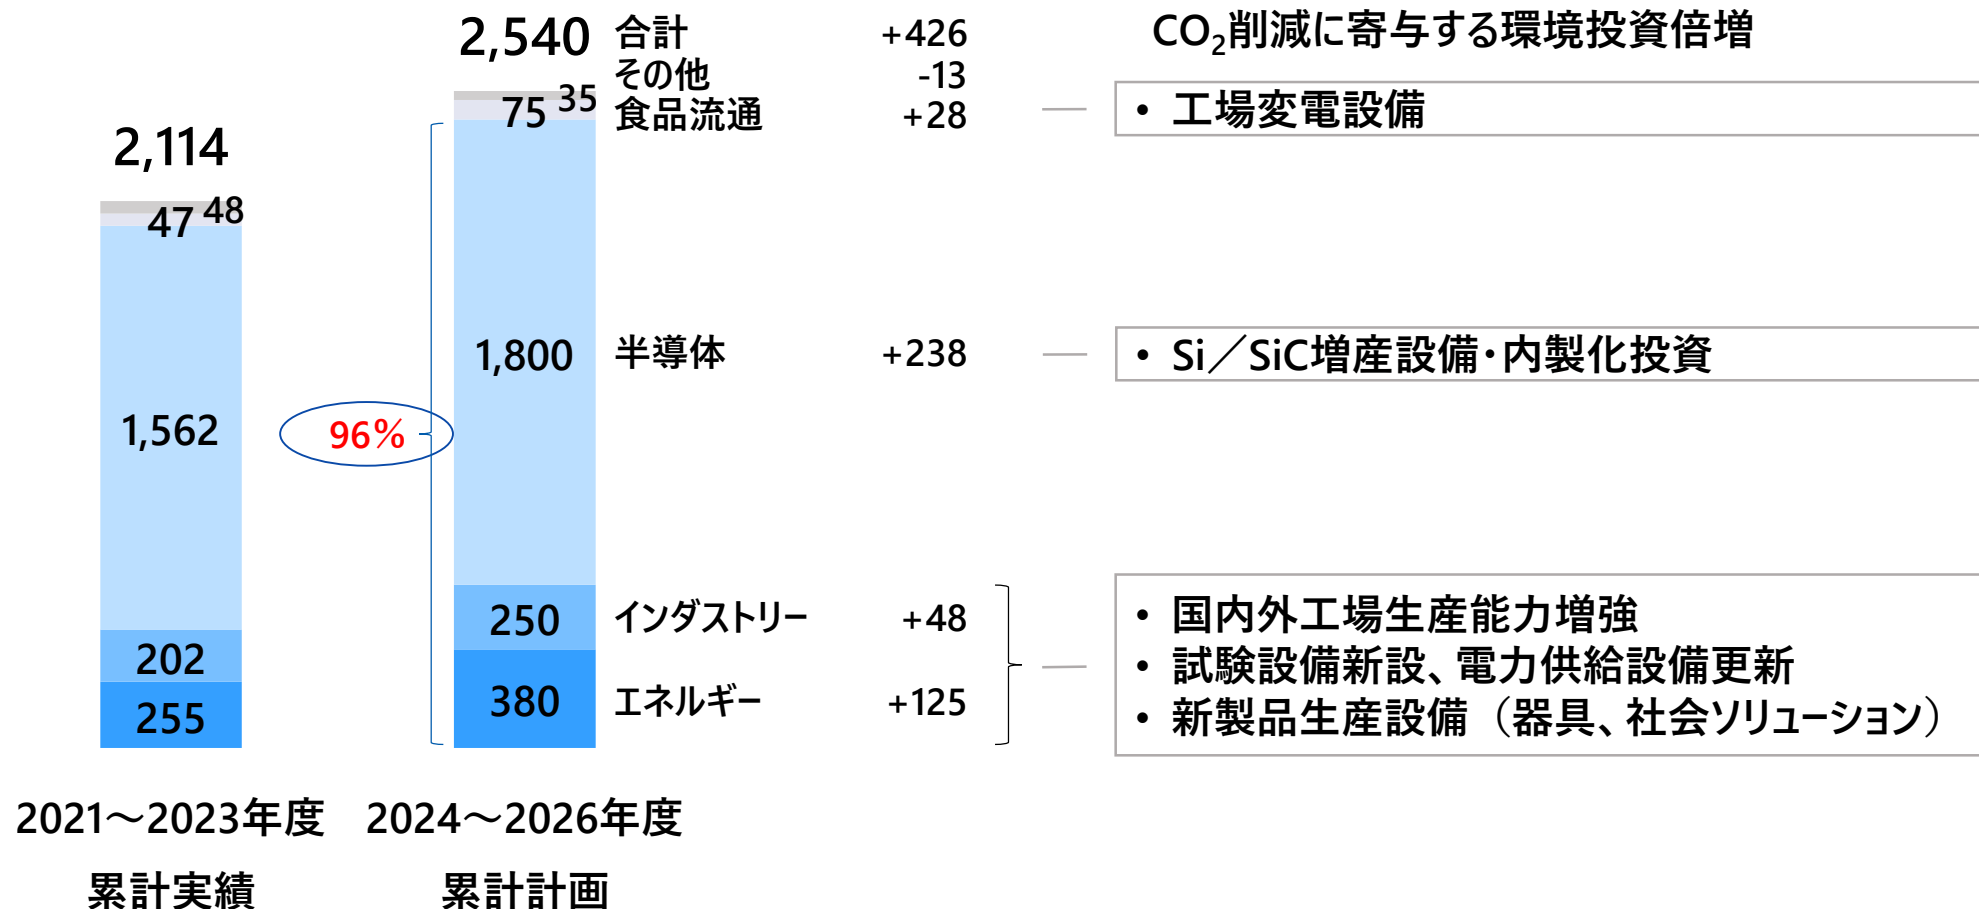 2,540 合計 +426 CO₂削減に寄与する環境投資倍増
その他 -13
75 35 食品流通 +28 • 工場変電設備
2,114
47 48
1,800 半導体 +238 • Si／SiC増産設備・内製化投資
1,562 96%
250 インダストリー +48 • 国内外工場生産能力増強
202 • 試験設備新設、電力供給設備更新
255 380 エネルギー +125 • 新製品生産設備（器具、社会ソリューション）
2021～2023年度 2024～2026年度
累計実績 累計計画